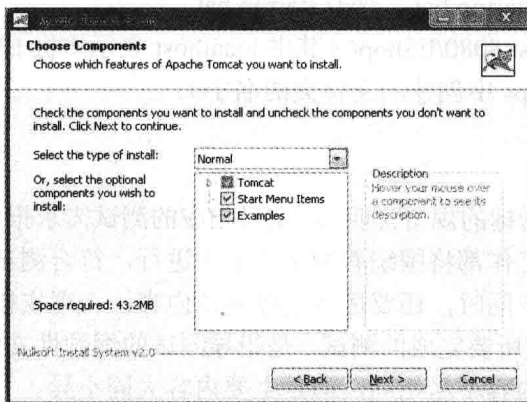 Choose Components
Choose which features of Apache Tomcat you want to install.
Check the components you want to install and uncheck the components you don't want to
install. Click Next to continue.
Select the type of install:
Normal
Or, select the optional
components you wish to
install:
Tomcat
Start Menu Items
Examples
Description
Hover your mouse over
a component to see its
description.
Space required: 43.2MB
Nullsoft Install System v2.0
< Back
Next >
Cancel